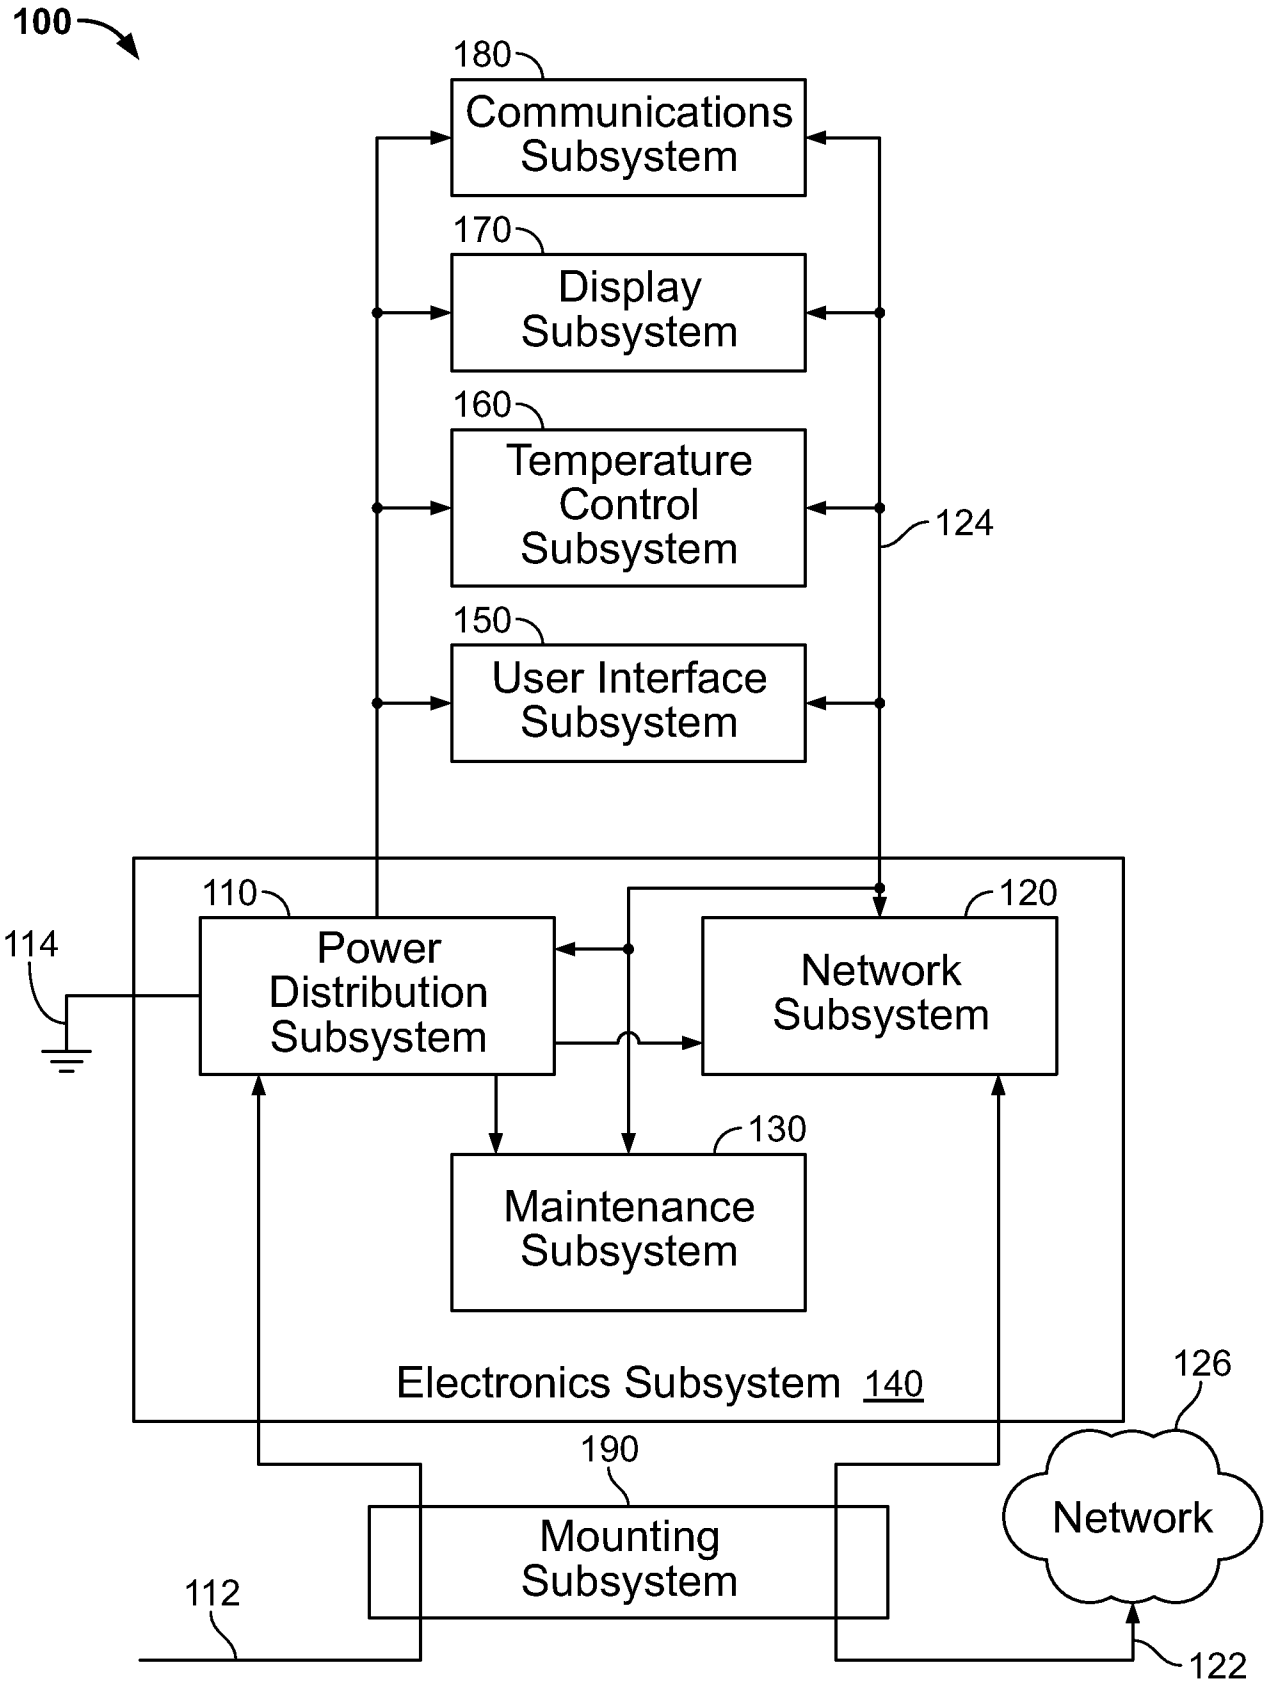 100
180
Communications
Subsystem
170
Display
Subsystem
160
Temperature
Control
Subsystem
124
150
User Interface
Subsystem
110
120
114
Power
Distribution
Subsystem
Network
Subsystem
130
Maintenance
Subsystem
Electronics Subsystem 140
126
190
Network
Mounting
Subsystem
112
122